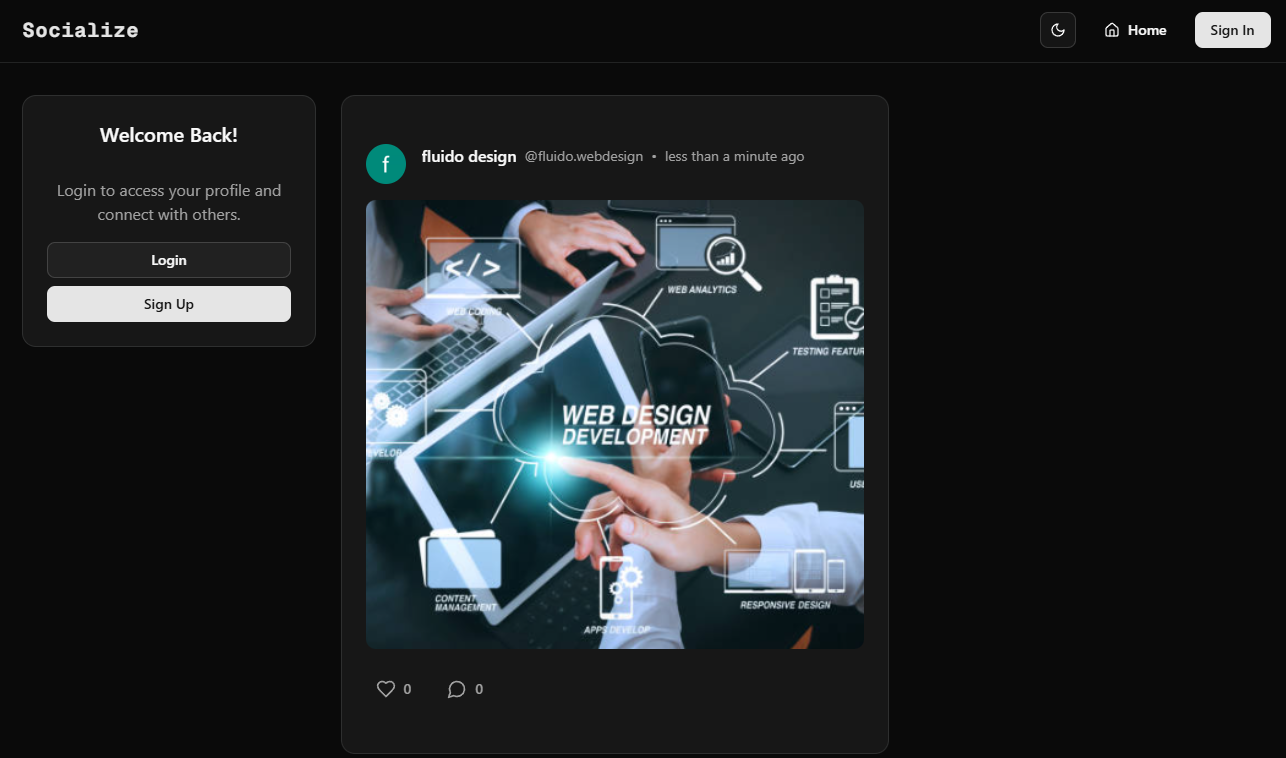 Socialize
Home
Sign In
Welcome Back!
Login to access your profile and
connect with others.
Login
Sign Up
f
fluido design @fluido.webdesign • less than a minute ago
</>
WEB CODING
WEB ANALYTICS
TESTING FEATUR
WEB DESIGN
DEVELOPMENT
VELOP
US
CONTENT
MANAGEMENT
APPS DEVELOP
RESPONSIVE DESIGN
0
0